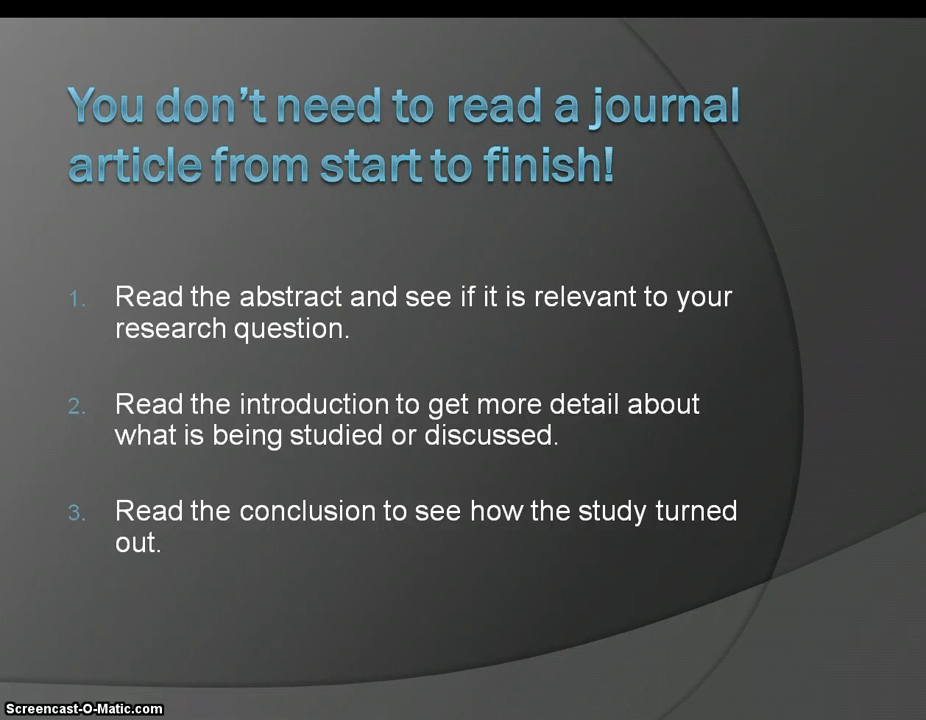 You don’t need to read a journal
article from start to finish!
1. Read the abstract and see if it is relevant to your
research question.
2. Read the introduction to get more detail about
what is being studied or discussed.
3. Read the conclusion to see how the study turned
out.
Screencast-O-Matic.com